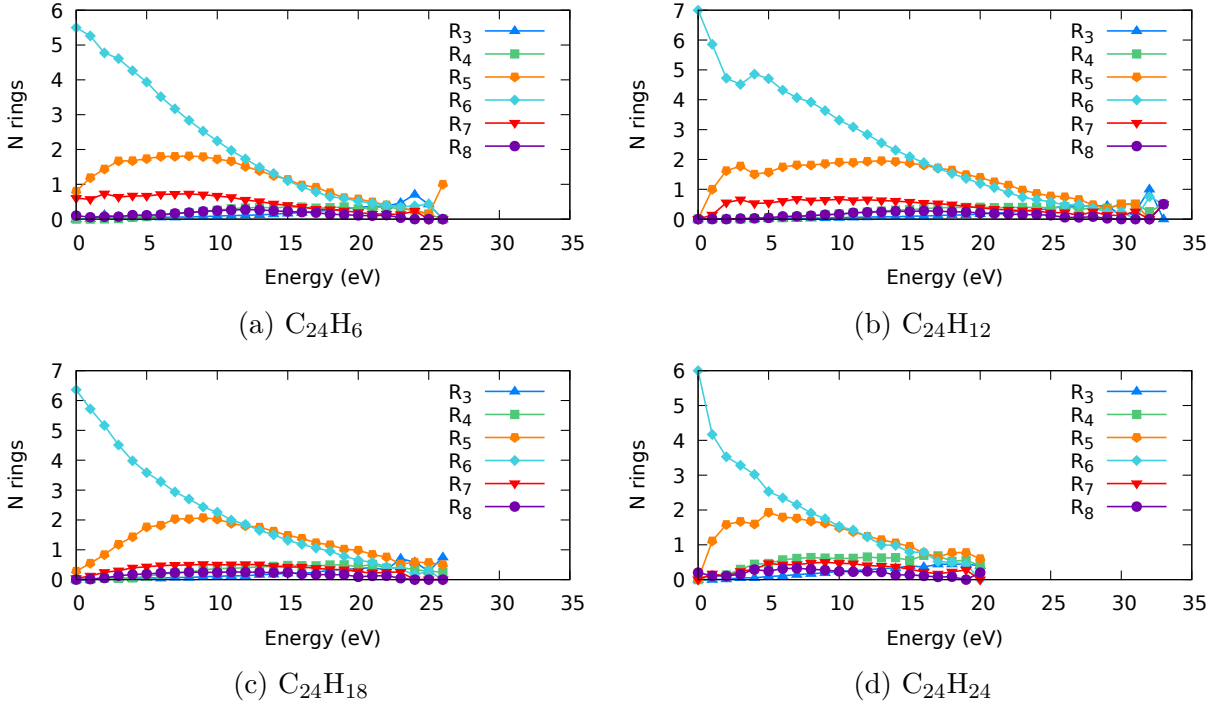 6
5
4
3
2
1
0
N rings
0 5 10 15 20 25 30 35
Energy (eV)
R3
R4
R5
R6
R7
R8
(a) C24H6
7
6
5
4
3
2
1
0
N rings
0 5 10 15 20 25 30 35
Energy (eV)
R3
R4
R5
R6
R7
R8
(b) C24H12
7
6
5
4
3
2
1
0
N rings
0 5 10 15 20 25 30 35
Energy (eV)
R3
R4
R5
R6
R7
R8
(c) C24H18
6
5
4
3
2
1
0
N rings
0 5 10 15 20 25 30 35
Energy (eV)
R3
R4
R5
R6
R7
R8
(d) C24H24